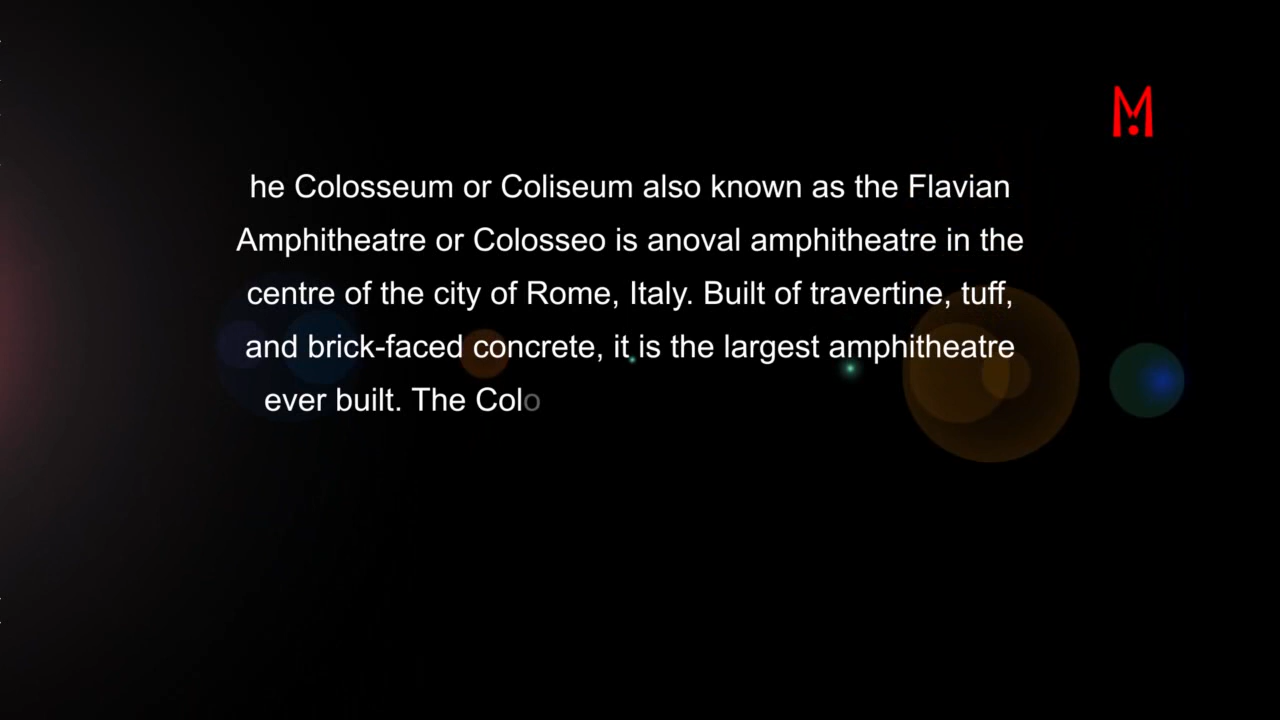 M
he Colosseum or Coliseum also known as the Flavian
Amphitheatre or Colosseo is anoval amphitheatre in the
centre of the city of Rome, Italy. Built of travertine, tuff,
and brick-faced concrete, it is the largest amphitheatre
ever built. The Colo